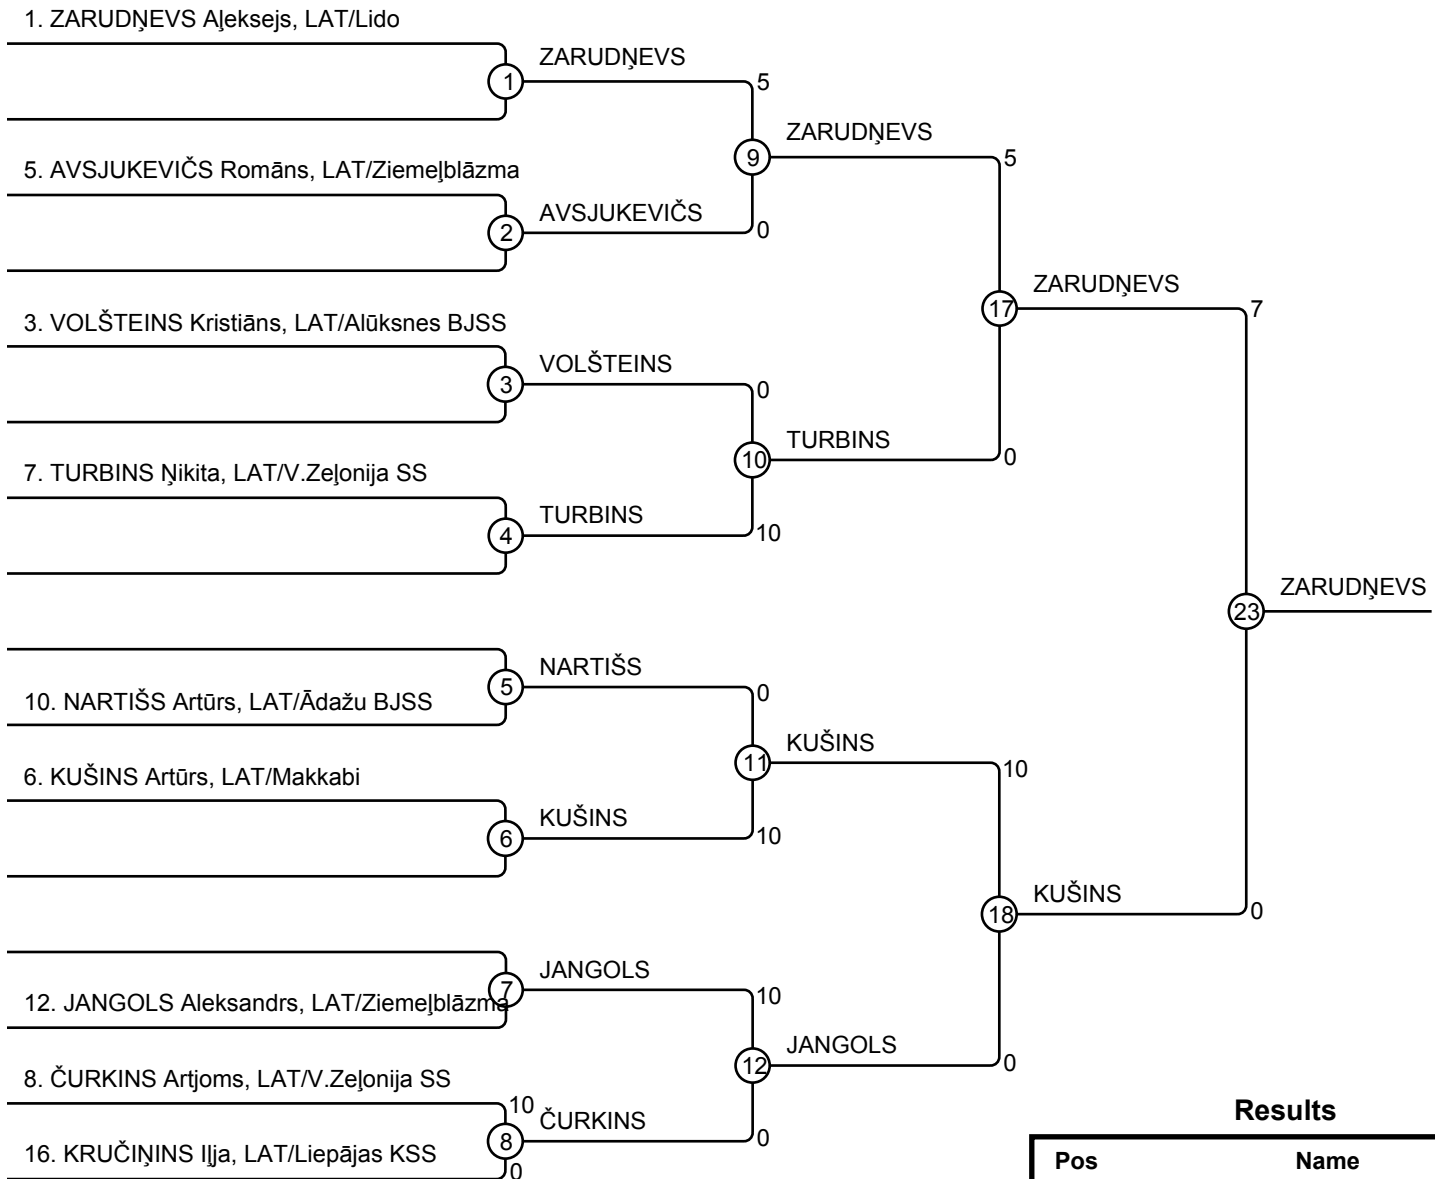 1. ZARUDŅEVS Aļeksejs, LAT/Lido
ZARUDŅEVS
1
5
ZARUDŅEVS
9
5
5. AVSJUKEVIČS Romāns, LAT/Ziemeļblāzma
AVSJUKEVIČS
2
0
ZARUDŅEVS
17
7
3. VOLŠTEINS Kristiāns, LAT/Alūksnes BJSS
VOLŠTEINS
3
0
TURBINS
10
0
7. TURBINS Ņikita, LAT/V.Zeļonija SS
TURBINS
4
10
ZARUDŅEVS
23
NARTIŠS
5
0
10. NARTIŠS Artūrs, LAT/Ādažu BJSS
KUŠINS
11
10
6. KUŠINS Artūrs, LAT/Makkabi
KUŠINS
6
10
KUŠINS
18
0
JANGOLS
7
10
12. JANGOLS Aleksandrs, LAT/Ziemeļblāzma
JANGOLS
12
0
8. ČURKINS Artjoms, LAT/V.Zeļonija SS
10
ČURKINS
8
0
16. KRUČIŅINS Iļja, LAT/Liepājas KSS
0
Results
Pos Name